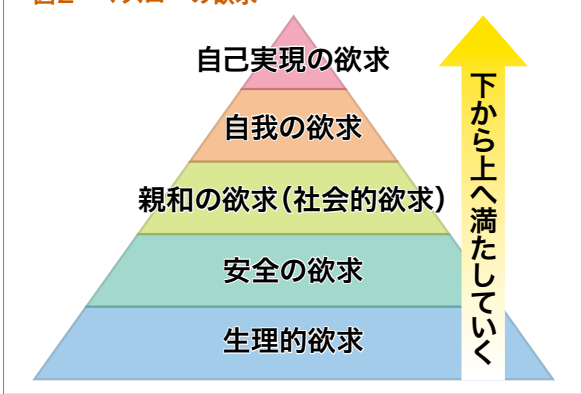 自己実現の欲求
自我の欲求
親和の欲求(社会的欲求)
安全の欲求
生理的欲求
下から上へ満たしていく